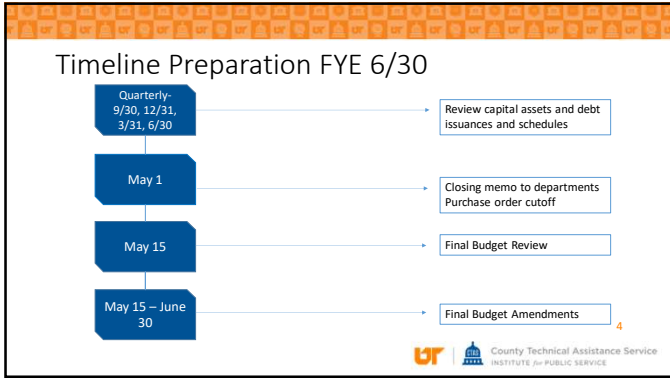 Timeline Preparation FYE 6/30
Quarterly-
9/30, 12/31,
3/31, 6/30
Review capital assets and debt
issuances and schedules
May 1
Closing memo to departments
Purchase order cutoff
May 15
Final Budget Review
May 15 – June
30
Final Budget Amendments
4
UT
CTAS
County Technical Assistance Service
INSTITUTE for PUBLIC SERVICE